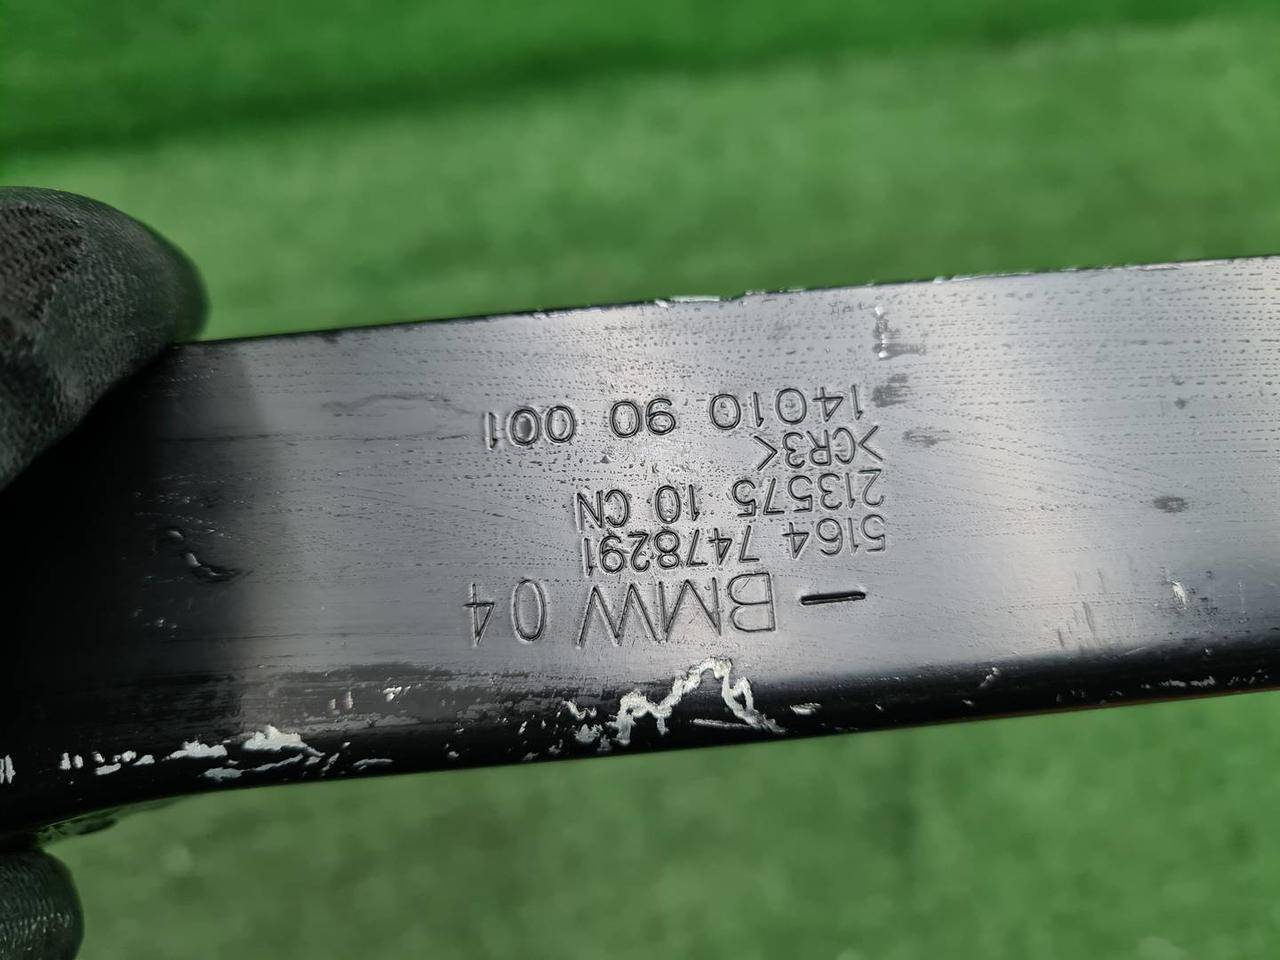 – BMW 04
5164 7478291
213575 10 CN
>CR3<
14010 90 001